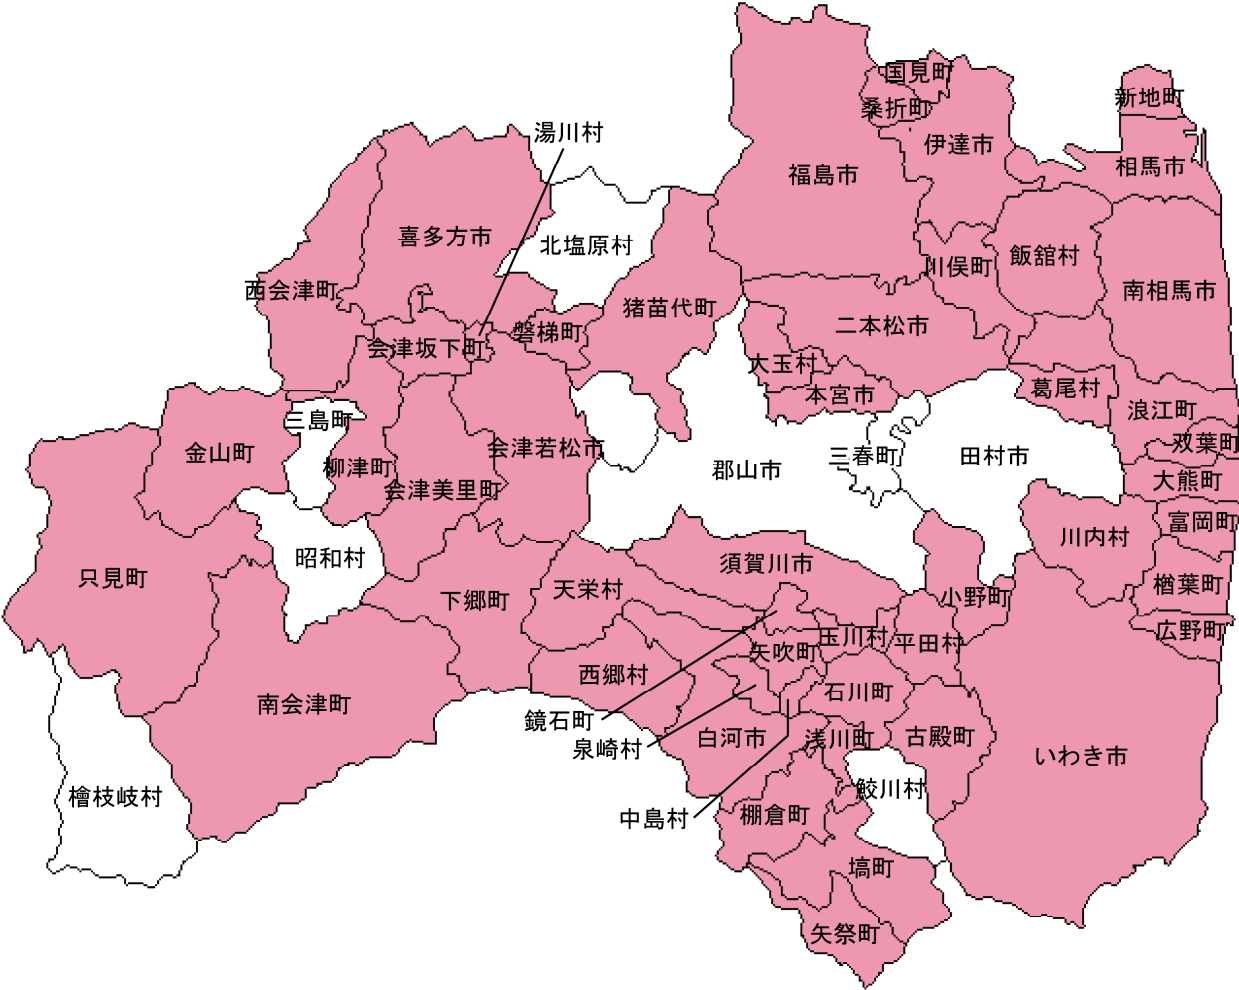 国見町
桑折町
新地町
湯川村
伊達市
相馬市
福島市
喜多方市
北塩原村
川俣町
飯舘村
西会津町
南相馬市
猪苗代町
二本松市
磐梯町
会津坂下町
大玉村
本宮市
葛尾村
浪江町
三島町
双葉町
金山町
会津若松市
三春町
田村市
柳津町
郡山市
大熊町
会津美里町
富岡町
川内村
昭和村
須賀川市
只見町
天栄村
楢葉町
下郷町
小野町
広野町
玉川村
平田村
矢吹町
西郷村
石川町
南会津町
鏡石町
白河市
浅川町
古殿町
泉崎村
いわき市
鮫川村
檜枝岐村
棚倉町
中島村
塙町
矢祭町